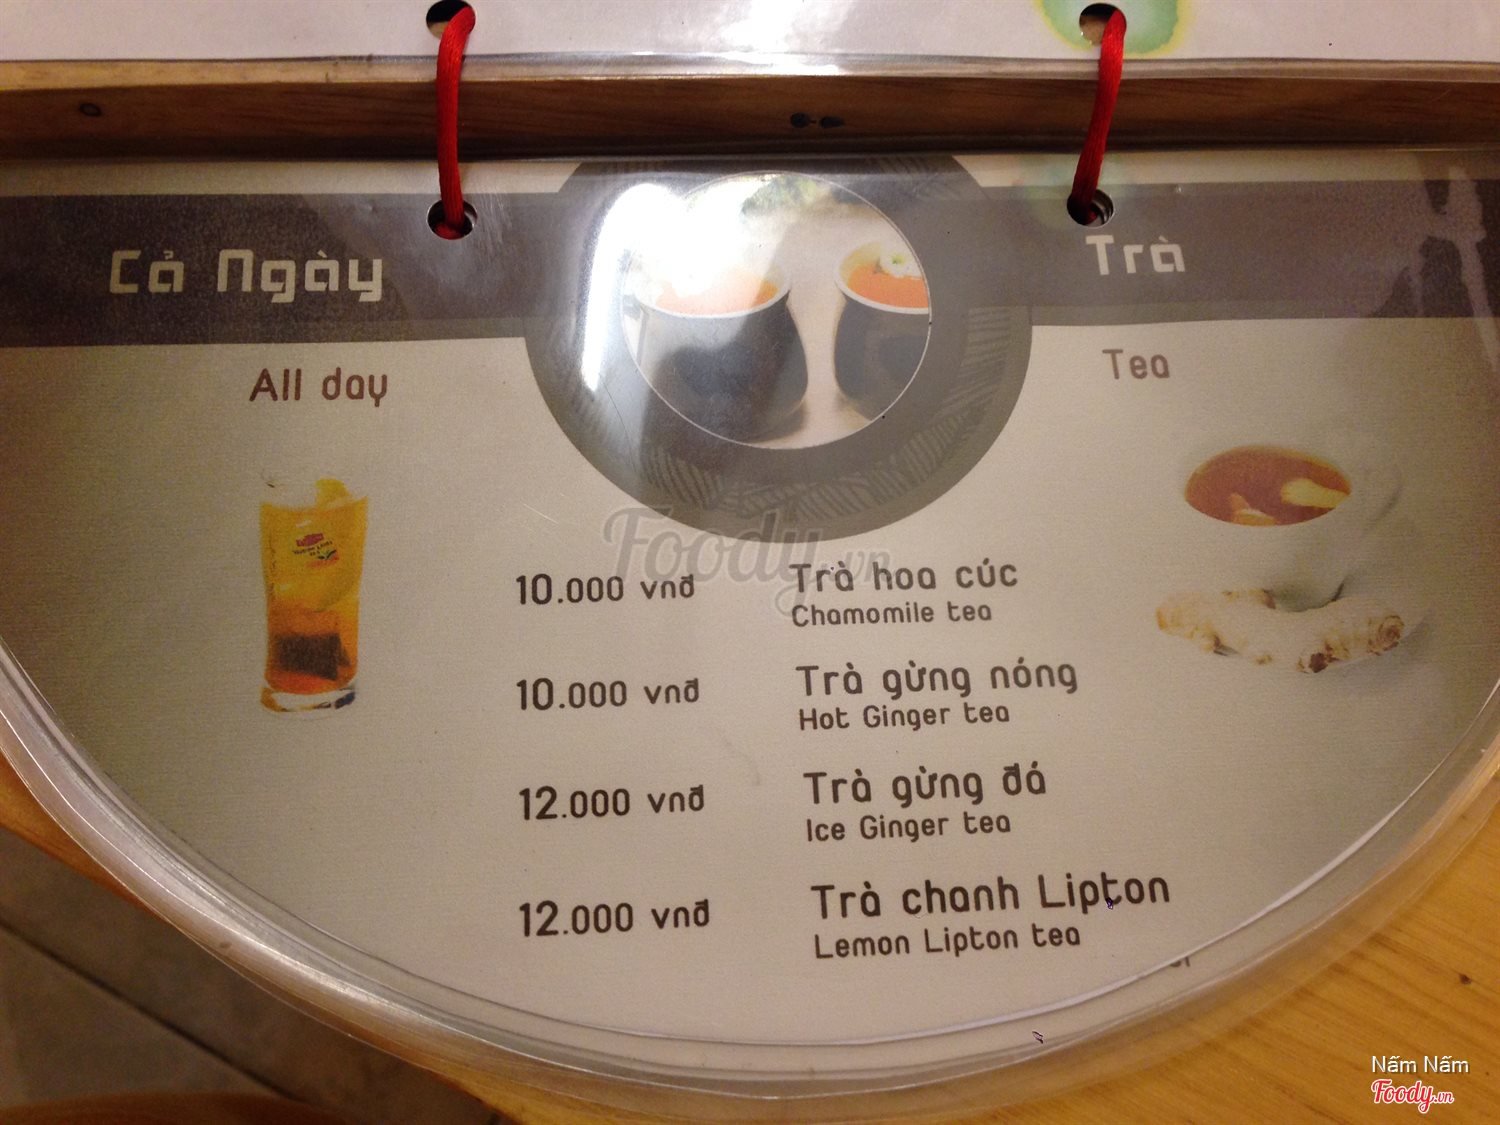 Cả Ngày
Trà
All day
Tea
10.000 vnđ
Trà hoa cúc
Chamomile tea
10.000 vnđ
Trà gừng nóng
Hot Ginger tea
12.000 vnđ
Trà gừng đá
Ice Ginger tea
12.000 vnđ
Trà chanh Lipton
Lemon Lipton tea
Foody.vn
Nấm Nấm
Foody.vn